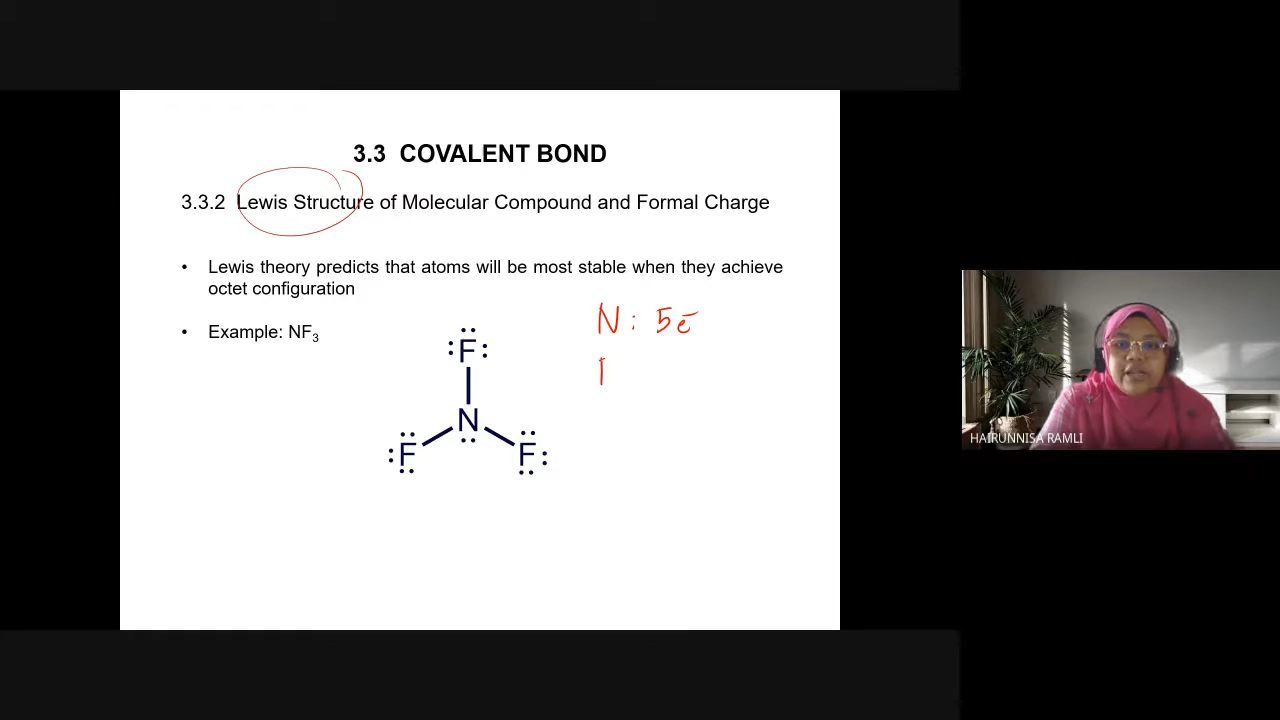 3.3 COVALENT BOND
3.3.2 Lewis Structure of Molecular Compound and Formal Charge
• Lewis theory predicts that atoms will be most stable when they achieve
octet configuration
• Example: NF3
N : 5e-
F
N
F
F
HAIRUNNISA RAMLI